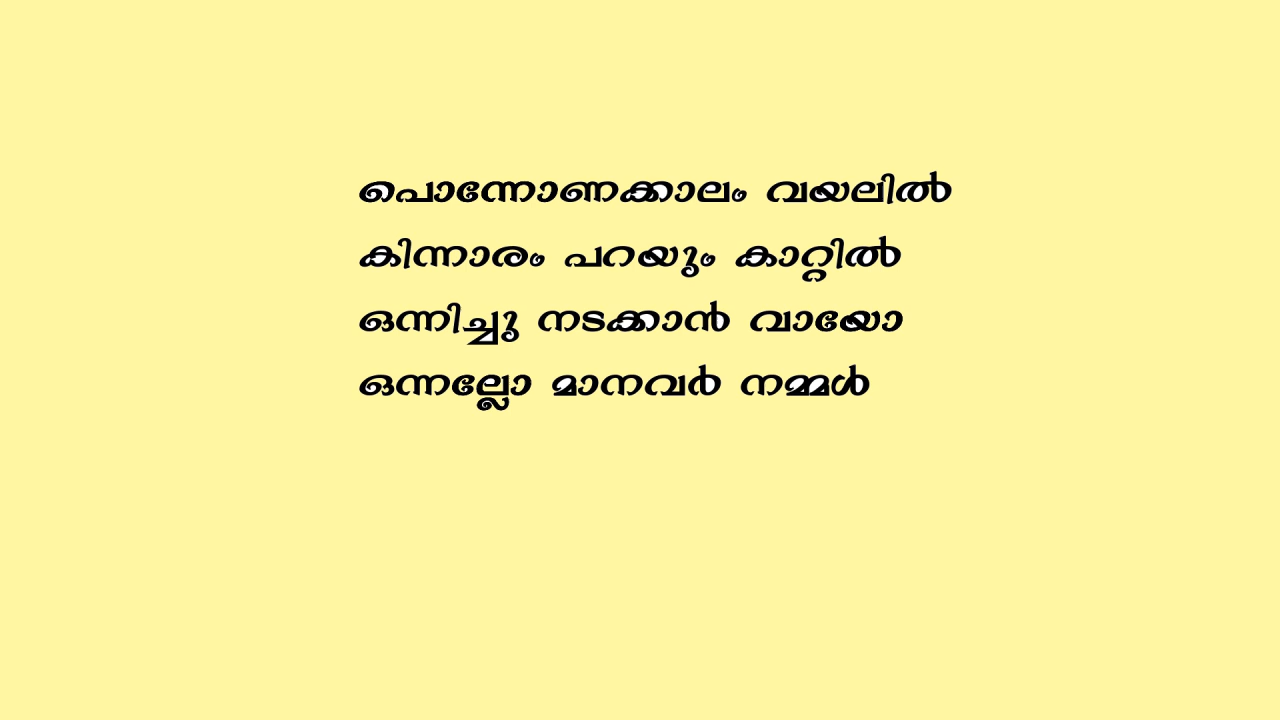 പൊന്നോണക്കാലം വയലിൽ
കിന്നാരം പറയും കാറ്റിൽ
ഒന്നിച്ചു നടക്കാൻ വായോ
ഒന്നല്ലോ മാനവർ നമ്മൾ